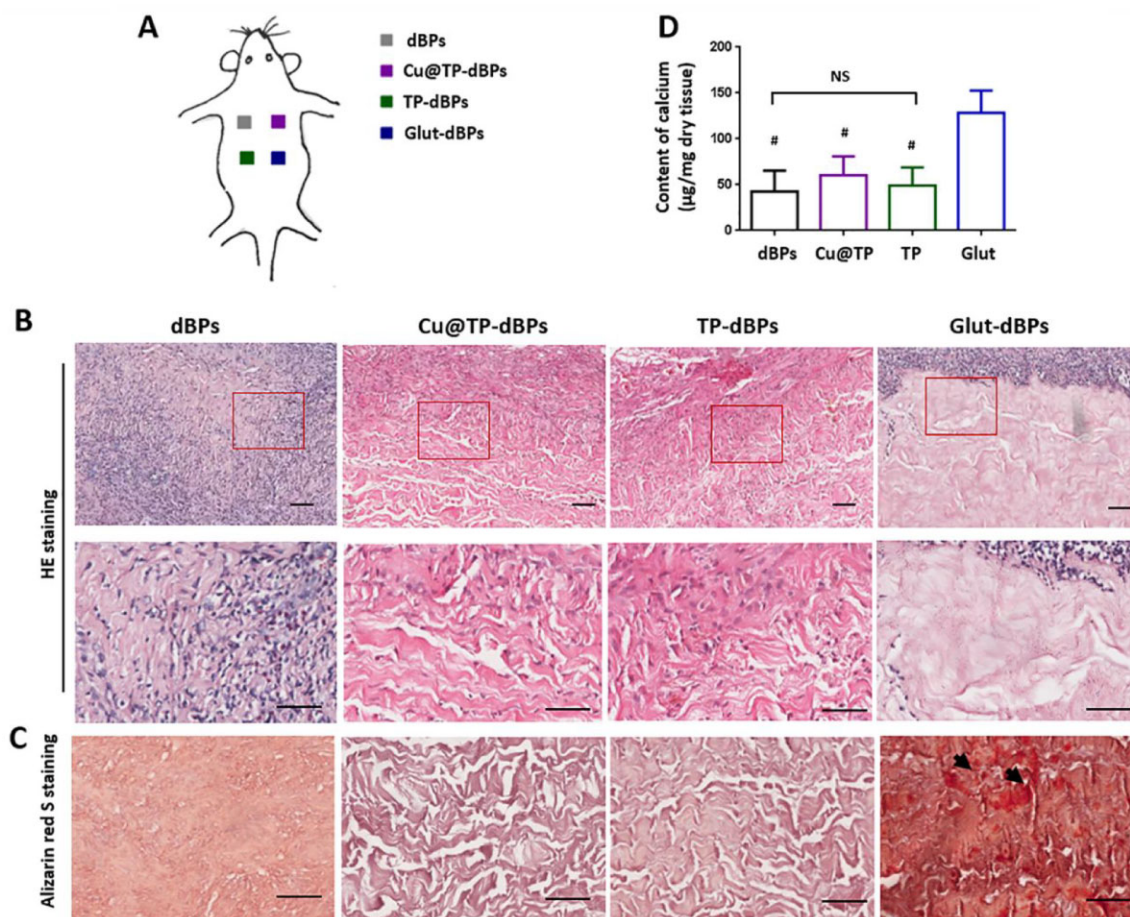 A
dBPs
Cu@TP-dBPs
TP-dBPs
Glut-dBPs
D
Content of calcium
(µg/mg dry tissue)
200
150
100
50
0
NS
#
#
#
dBPs Cu@TP TP Glut
B
dBPs Cu@TP-dBPs TP-dBPs Glut-dBPs
HE staining
C
Alizarin red S staining